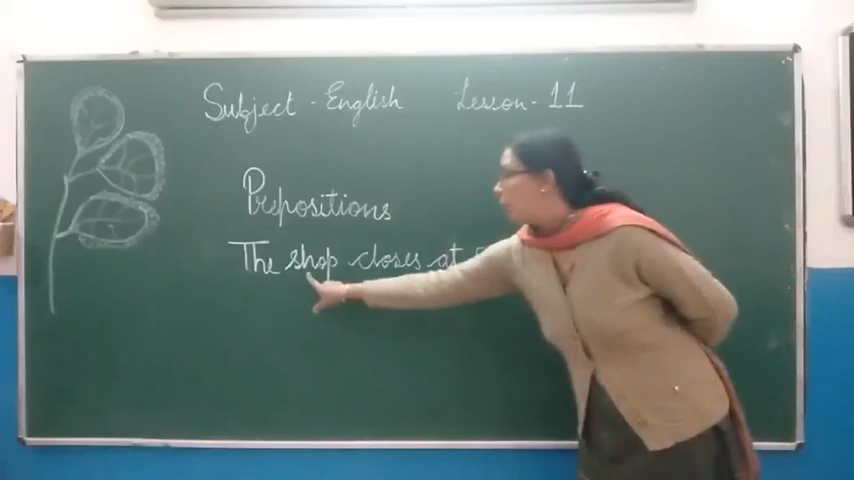 Subject - English Lesson - 11
Prepositions
The shop closes at